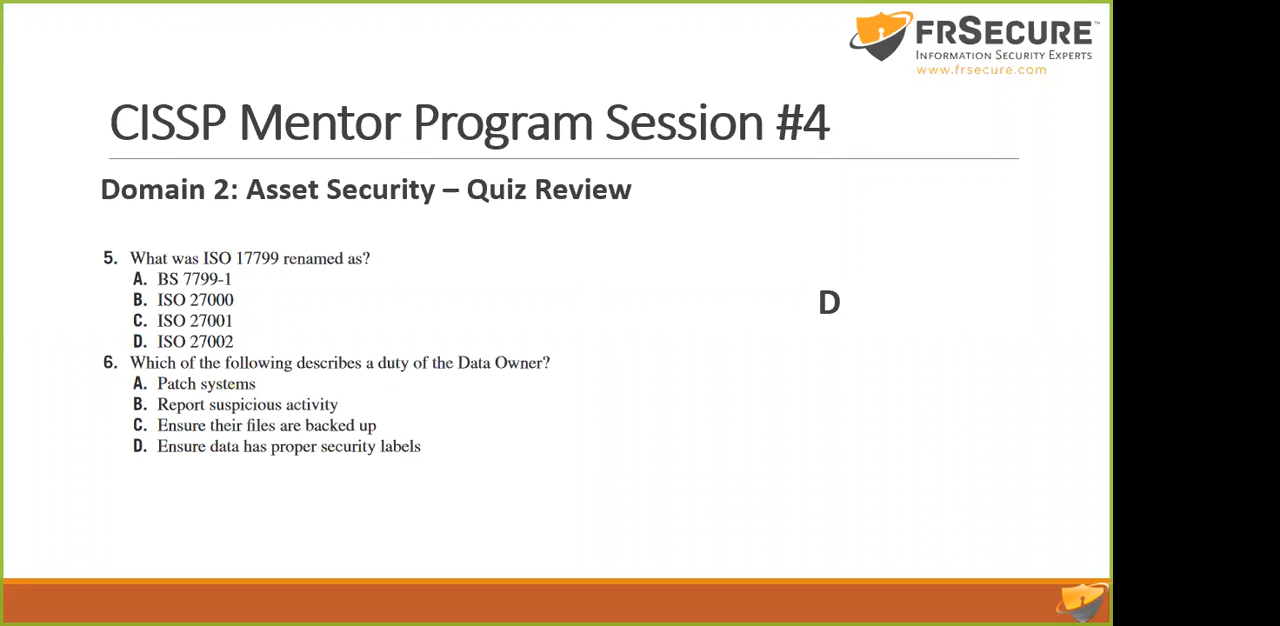 FRSECURE™
INFORMATION SECURITY EXPERTS
www.frsecure.com
CISSP Mentor Program Session #4
Domain 2: Asset Security – Quiz Review
5. What was ISO 17799 renamed as?
A. BS 7799-1
B. ISO 27000
C. ISO 27001
D. ISO 27002
D
6. Which of the following describes a duty of the Data Owner?
A. Patch systems
B. Report suspicious activity
C. Ensure their files are backed up
D. Ensure data has proper security labels